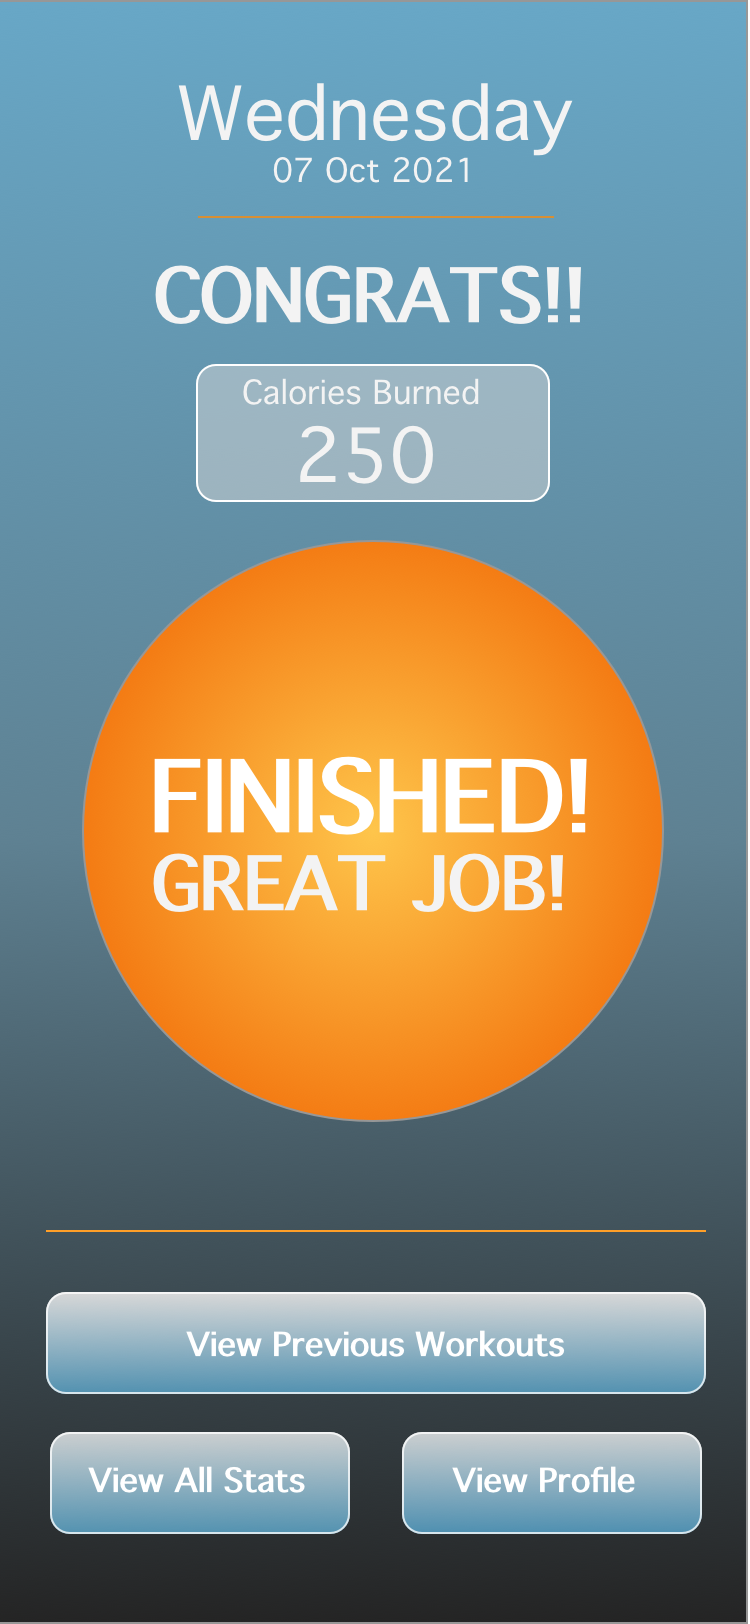 Wednesday
07 Oct 2021
CONGRATS!!
Calories Burned
250
FINISHED!
GREAT JOB!
View Previous Workouts
View All Stats
View Profile